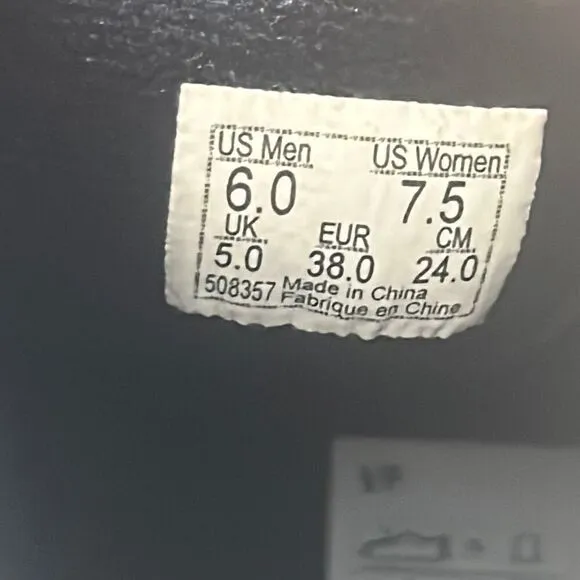 US Men US Women
6.0 7.5
UK EUR CM
5.0 38.0 24.0
508357 Made in China
Fabrique en Chine